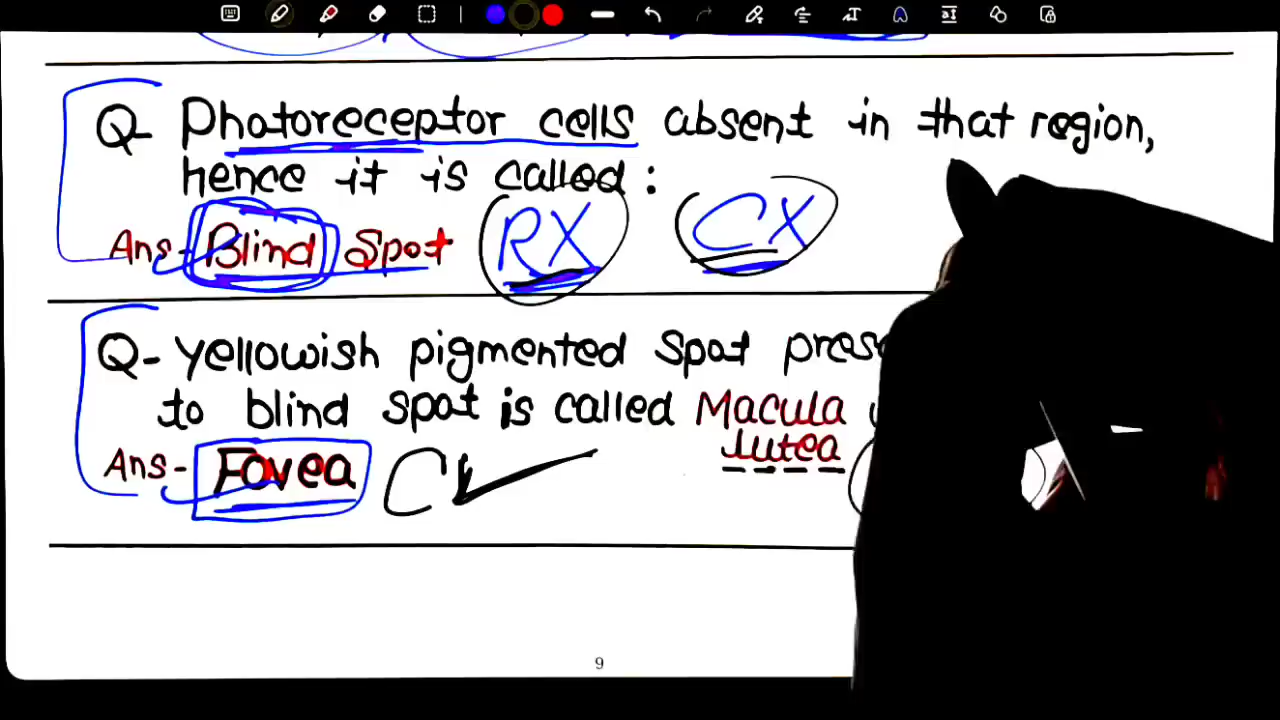 Q- Photoreceptor cells absent in that region,
hence it is called :
Ans- Blind Spot RX CX
Q- Yellowish pigmented spot
to blind spot is called Macula
lutea
Ans- Fovea C✓
9